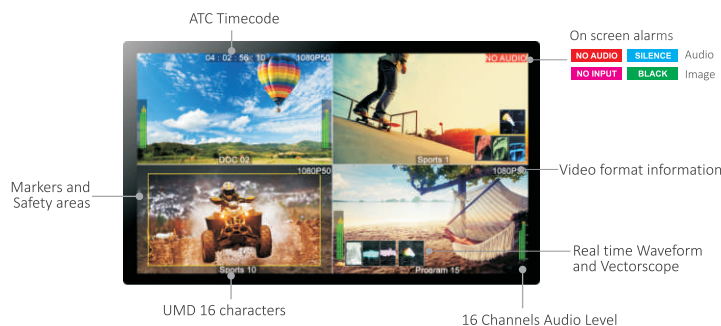 ATC Timecode
On screen alarms
NO AUDIO SILENCE Audio
NO INPUT BLACK Image
04 : 02 : 56 : 10 1080P50
NO AUDIO
DOC 02
Sports 1
Video format information
1080P50
1080P50
Markers and
Safety areas
Real time Waveform
and Vectorscope
Sports 10
Program 15
UMD 16 characters
16 Channels Audio Level